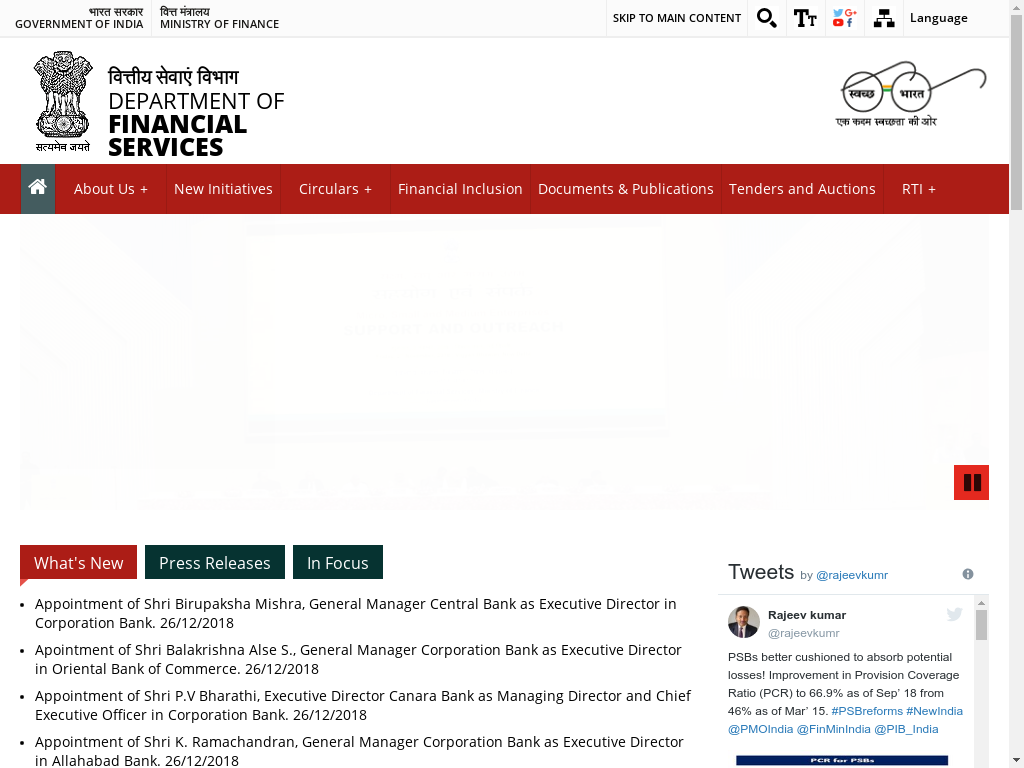 भारत सरकार
GOVERNMENT OF INDIA
वित्त मंत्रालय
MINISTRY OF FINANCE
SKIP TO MAIN CONTENT
Language
सत्यमेव जयते
वित्तीय सेवाएं विभाग
DEPARTMENT OF
FINANCIAL
SERVICES
स्वच्छ भारत
एक कदम स्वच्छता की ओर
About Us +
New Initiatives
Circulars +
Financial Inclusion
Documents & Publications
Tenders and Auctions
RTI +
What's New
Press Releases
In Focus
Appointment of Shri Birupaksha Mishra, General Manager Central Bank as Executive Director in
Corporation Bank. 26/12/2018
Apointment of Shri Balakrishna Alse S., General Manager Corporation Bank as Executive Director
in Oriental Bank of Commerce. 26/12/2018
Appointment of Shri P.V Bharathi, Executive Director Canara Bank as Managing Director and Chief
Executive Officer in Corporation Bank. 26/12/2018
Appointment of Shri K. Ramachandran, General Manager Corporation Bank as Executive Director
in Allahabad Bank. 26/12/2018
Tweets by @rajeevkumr
Rajeev kumar
@rajeevkumr
PSBs better cushioned to absorb potential
losses! Improvement in Provision Coverage
Ratio (PCR) to 66.9% as of Sep’ 18 from
46% as of Mar’ 15. #PSBreforms #NewIndia
@PMOIndia @FinMinIndia @PIB_India
PCR for PSBs